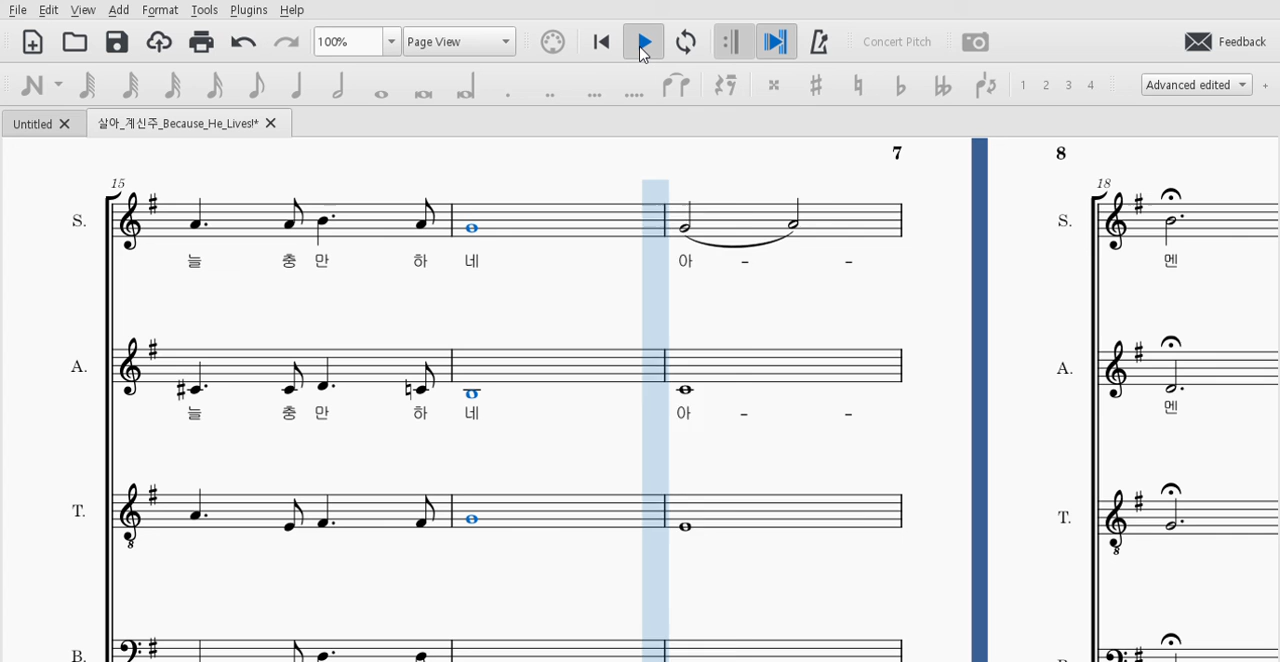 File Edit View Add Format Tools Plugins Help
100% Page View Concert Pitch Feedback
1 2 3 4 Advanced edited +
Untitled 살아_계신주_Because_He_Lives!*
7 8
15 18
S. S.
늘 충 만 하 네 아 - - 멘
A. A.
늘 충 만 하 네 아 - - 멘
T. T.
8 8
B.